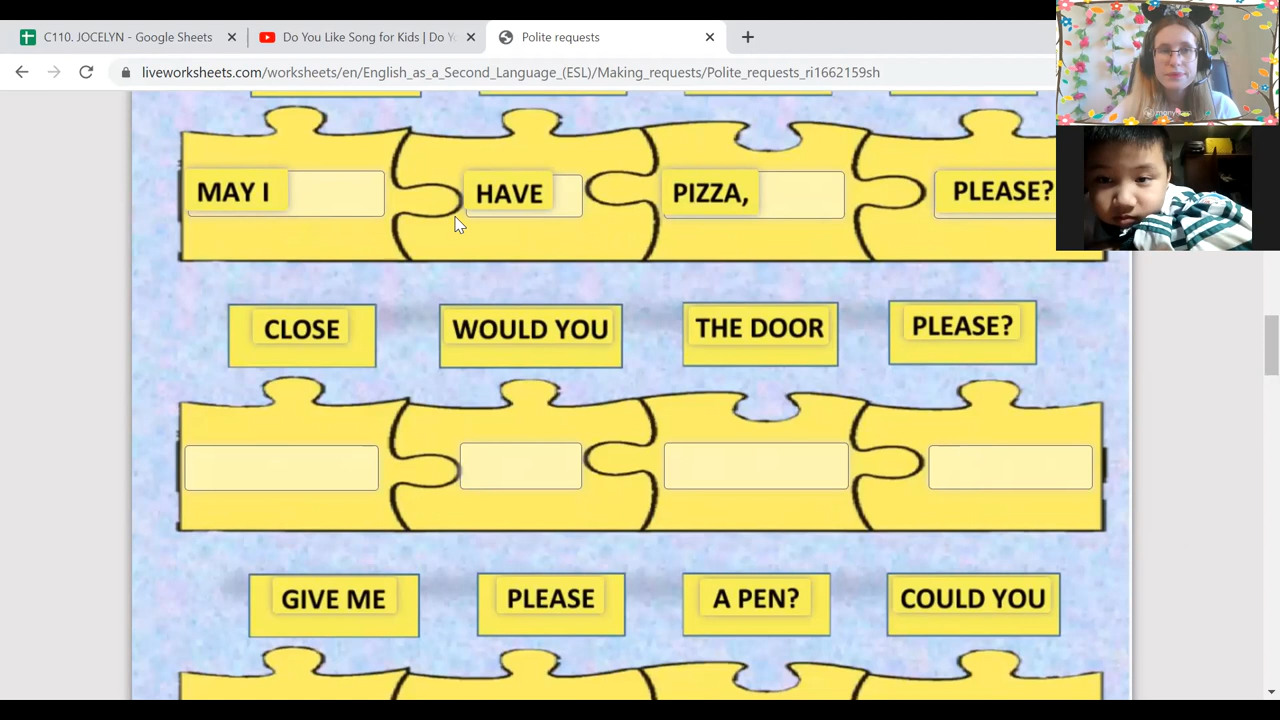 C110. JOCELYN - Google Sheets
Do You Like Song for Kids | Do Yo
Polite requests
liveworksheets.com/worksheets/en/English_as_a_Second_Language_(ESL)/Making_requests/Polite_requests_ri1662159sh
MAY I HAVE PIZZA, PLEASE?
CLOSE WOULD YOU THE DOOR PLEASE?
GIVE ME PLEASE A PEN? COULD YOU